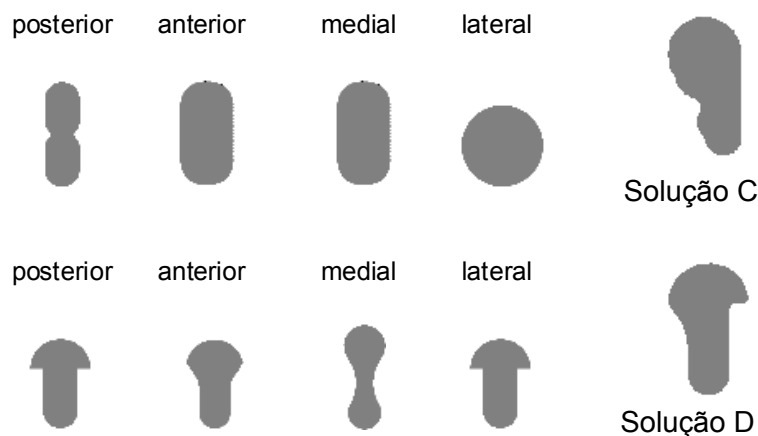 posterior anterior medial lateral
Solução C
posterior anterior medial lateral
Solução D